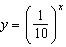 y = (1/10)^x